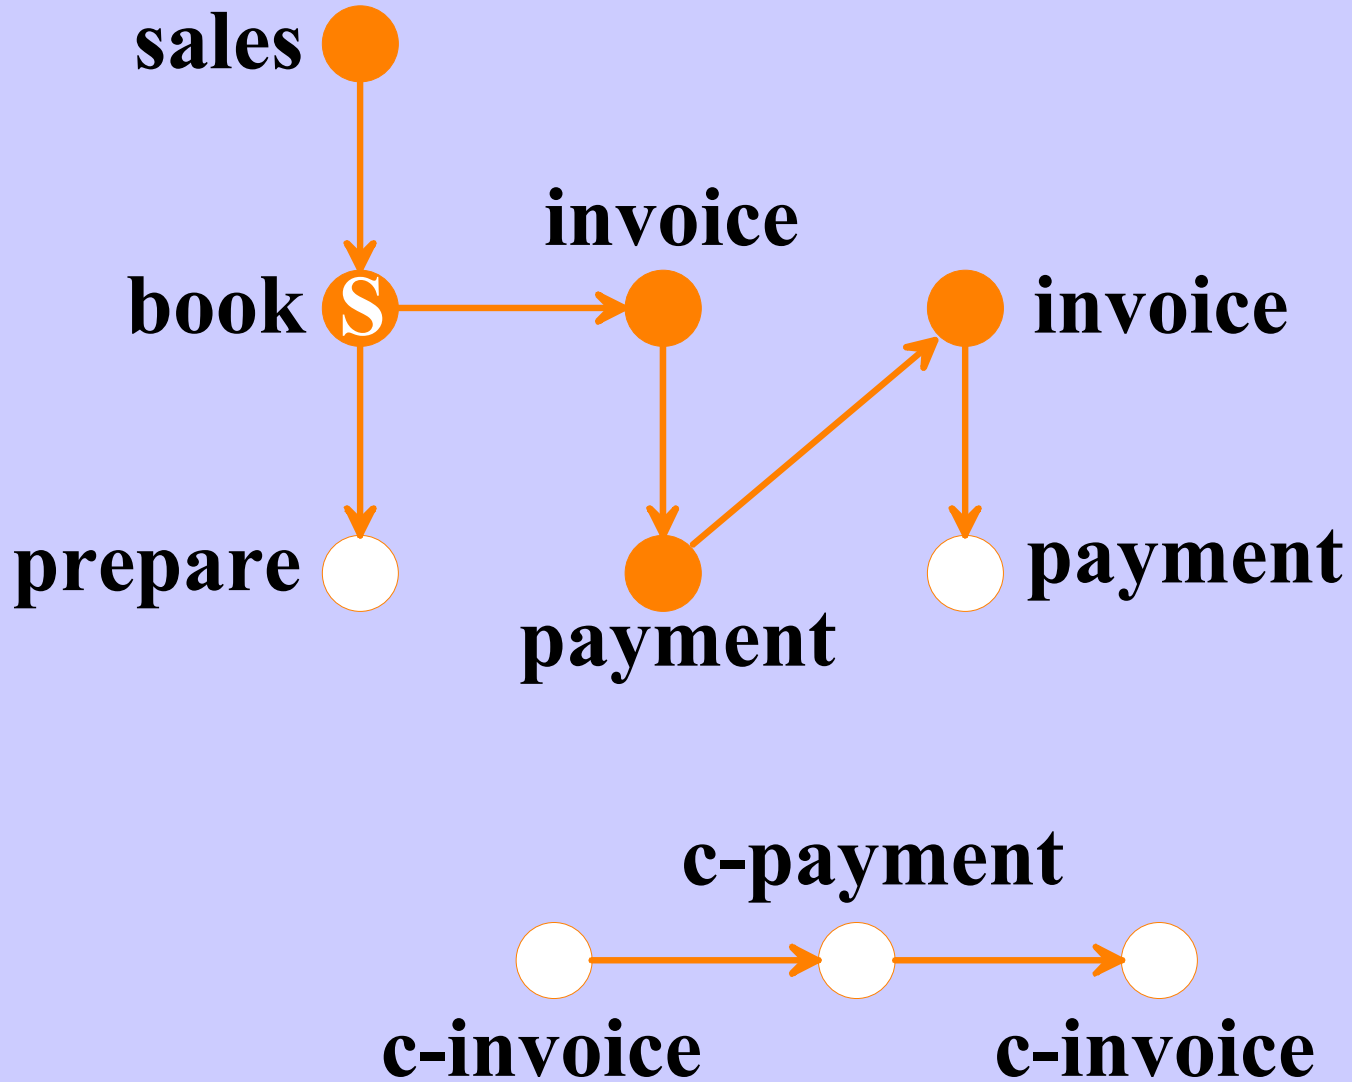 sales
invoice
book S
invoice
prepare
payment
payment
c-payment
c-invoice
c-invoice